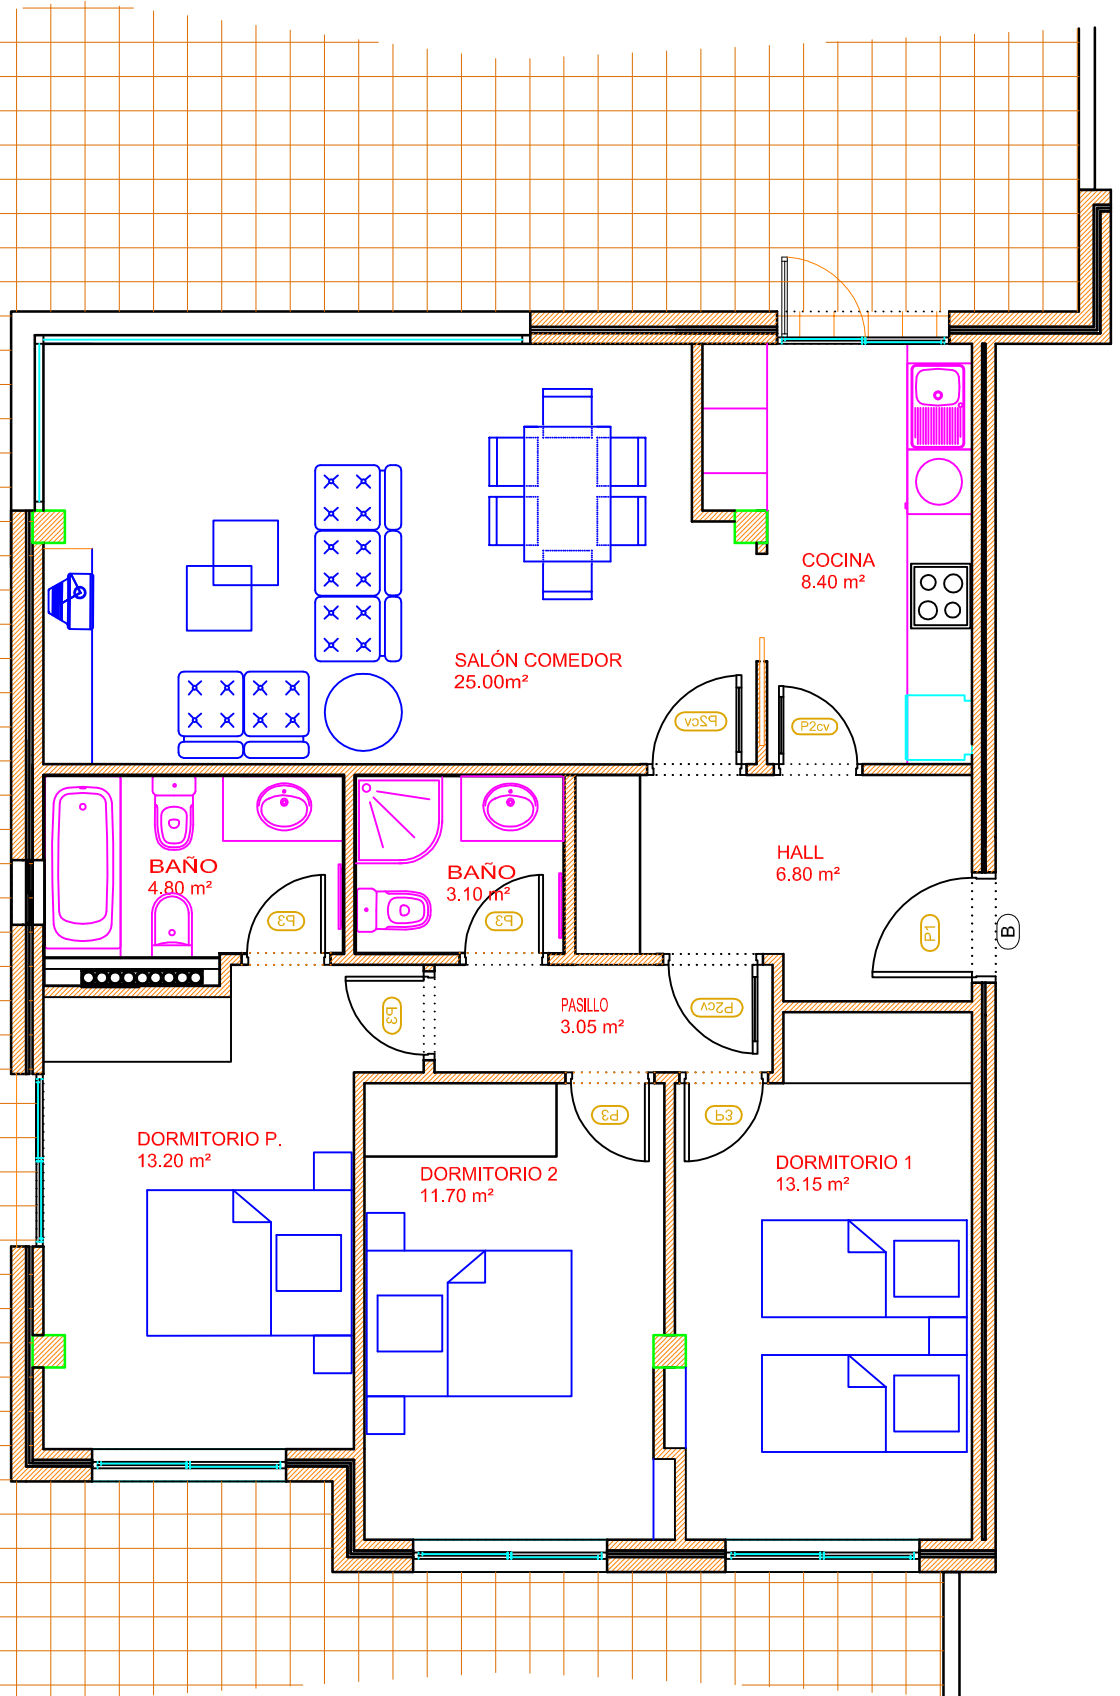 COCINA
8.40 m²
SALÓN COMEDOR
25.00m²
P2cv
P2cv
HALL
6.80 m²
BAÑO
4.80 m²
BAÑO
3.10 m²
P3
P3
P1
B
P3
PASILLO
3.05 m²
P2cv
P3
P3
DORMITORIO P.
13.20 m²
DORMITORIO 2
11.70 m²
DORMITORIO 1
13.15 m²